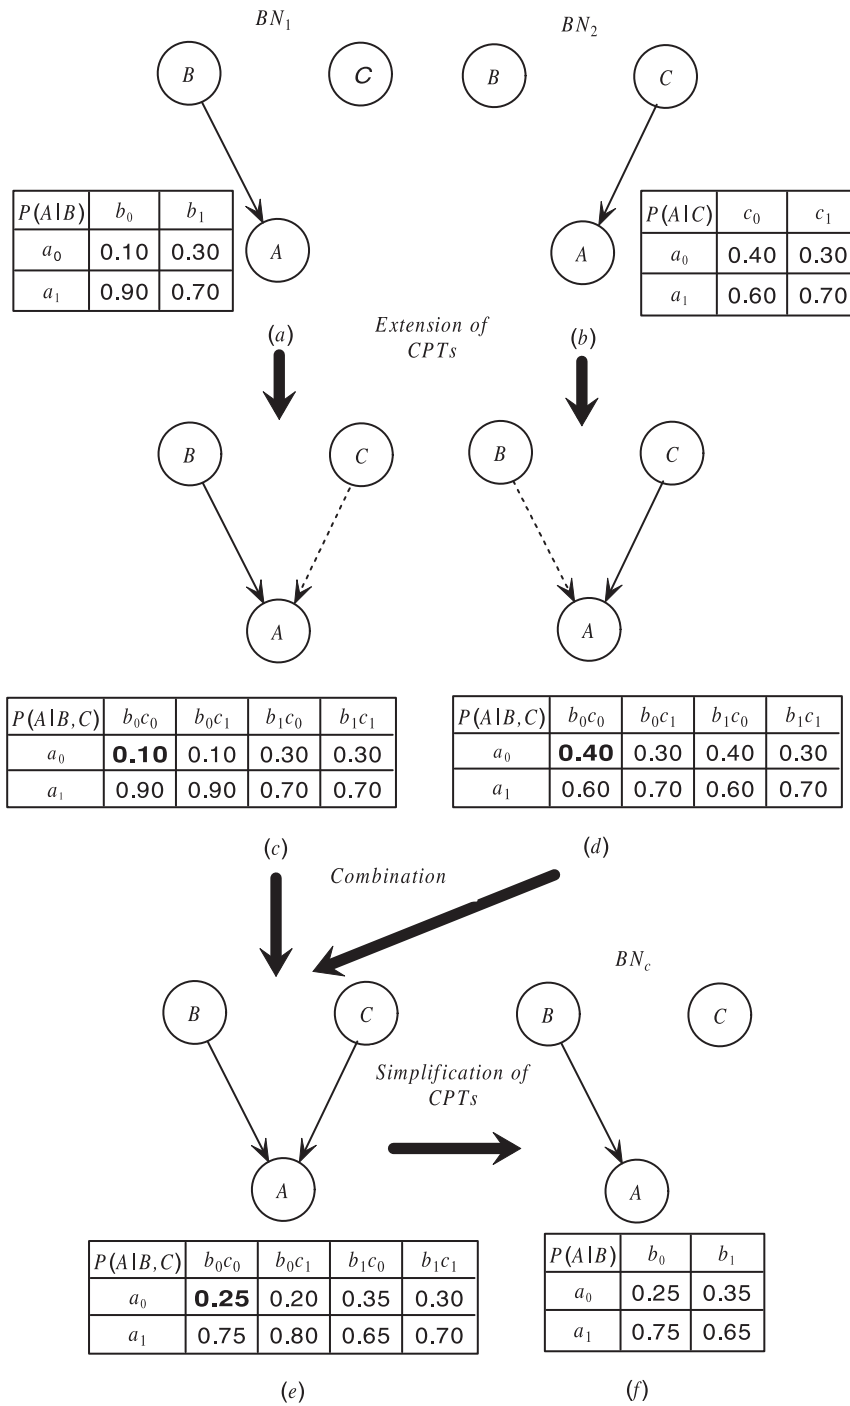 BN₁ BN₂
B C B C
P(A|B) b₀ b₁
a₀ 0.10 0.30
a₁ 0.90 0.70
A A
P(A|C) c₀ c₁
a₀ 0.40 0.30
a₁ 0.60 0.70
(a) Extension of CPTs (b)
B C B C
A A
P(A|B,C) b₀c₀ b₀c₁ b₁c₀ b₁c₁
a₀ 0.10 0.10 0.30 0.30
a₁ 0.90 0.90 0.70 0.70
P(A|B,C) b₀c₀ b₀c₁ b₁c₀ b₁c₁
a₀ 0.40 0.30 0.40 0.30
a₁ 0.60 0.70 0.60 0.70
(c) (d)
Combination
BN𝒸
B C B C
Simplification of
CPTs
A A
P(A|B,C) b₀c₀ b₀c₁ b₁c₀ b₁c₁
a₀ 0.25 0.20 0.35 0.30
a₁ 0.75 0.80 0.65 0.70
P(A|B) b₀ b₁
a₀ 0.25 0.35
a₁ 0.75 0.65
(e) (f)